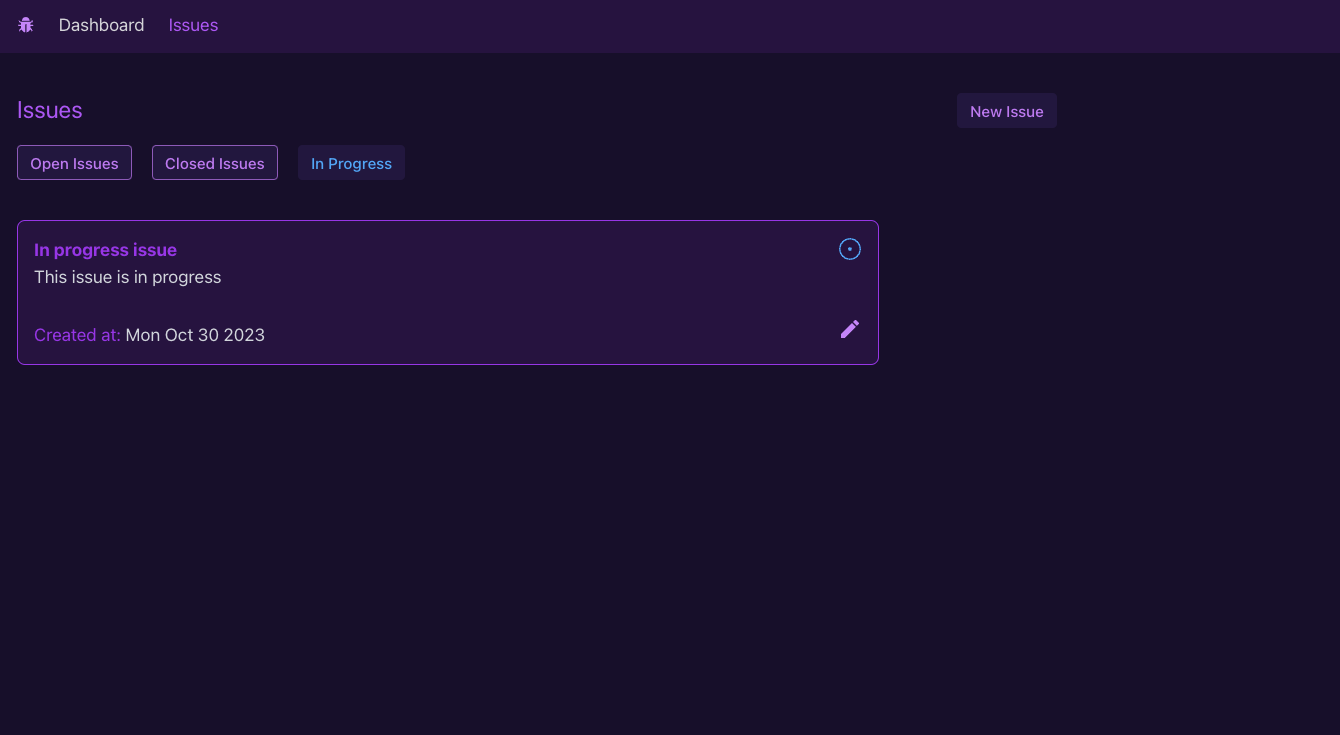 Dashboard Issues
Issues
New Issue
Open Issues Closed Issues In Progress
In progress issue
This issue is in progress
Created at: Mon Oct 30 2023